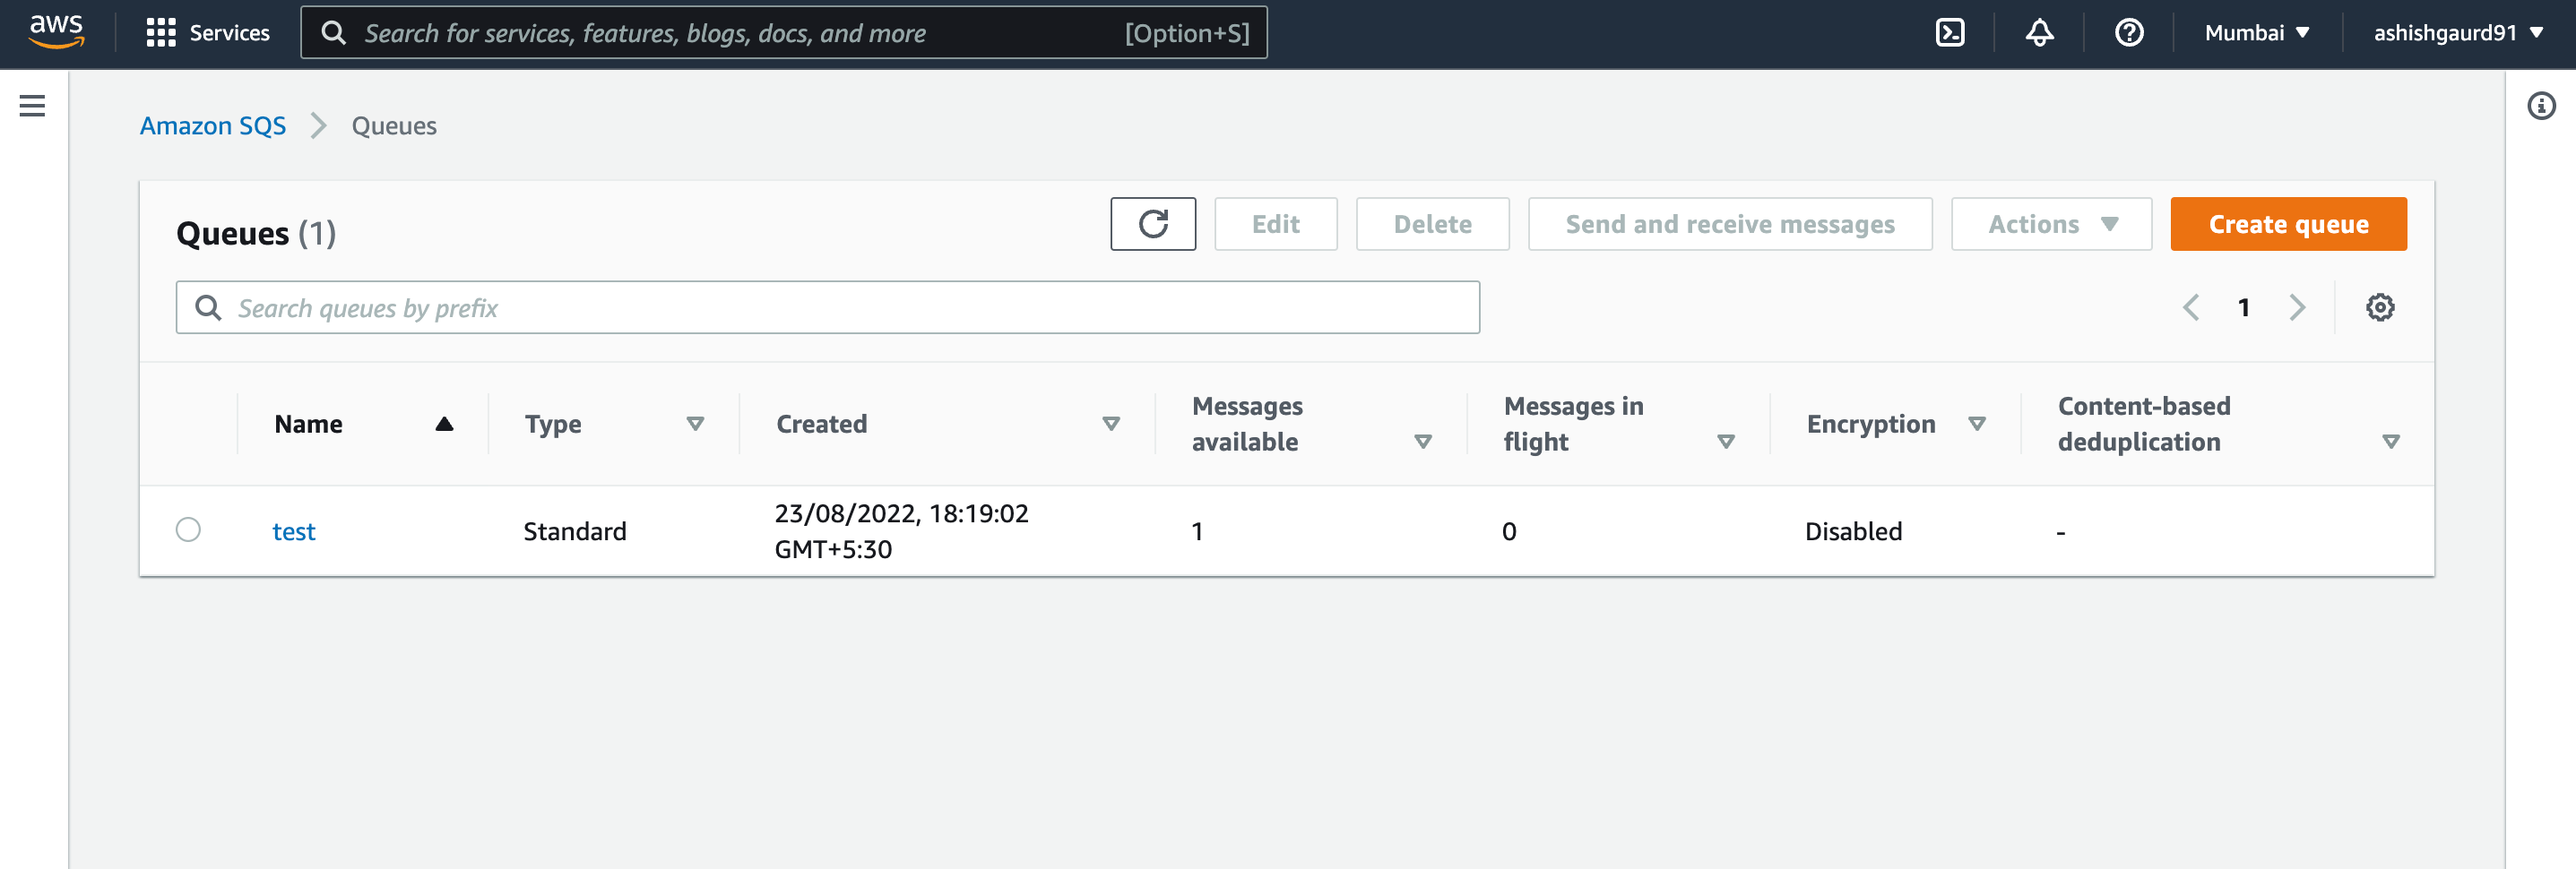 aws
Services
Search for services, features, blogs, docs, and more
[Option+S]
Mumbai
ashishgaurd91
Amazon SQS
Queues
Queues (1)
Edit
Delete
Send and receive messages
Actions
Create queue
Search queues by prefix
1
Name
Type
Created
Messages
available
Messages in
flight
Encryption
Content-based
deduplication
test
Standard
23/08/2022, 18:19:02
GMT+5:30
1
0
Disabled
-